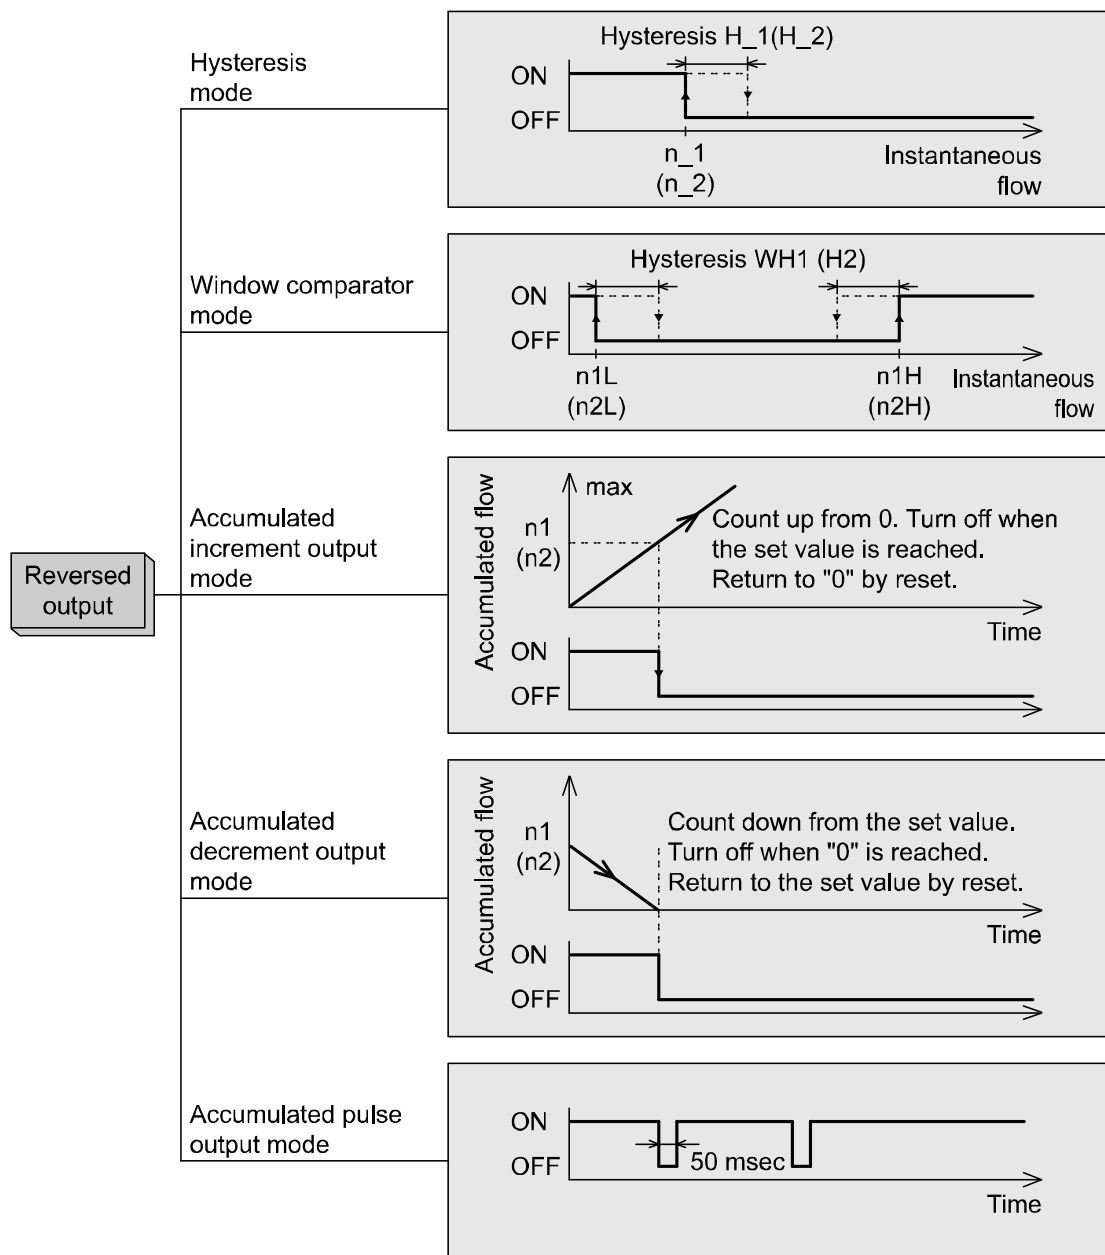 Reversed
output
Hysteresis
mode
Hysteresis H_1(H_2)
ON
OFF
n_1
(n_2)
Instantaneous
flow
Window comparator
mode
Hysteresis WH1 (H2)
ON
OFF
n1L
(n2L)
n1H
(n2H)
Instantaneous
flow
Accumulated
increment output
mode
Accumulated flow
max
n1
(n2)
Count up from 0. Turn off when
the set value is reached.
Return to "0" by reset.
Time
ON
OFF
Accumulated
decrement output
mode
Accumulated flow
n1
(n2)
Count down from the set value.
Turn off when "0" is reached.
Return to the set value by reset.
Time
ON
OFF
Accumulated pulse
output mode
ON
OFF
50 msec
Time